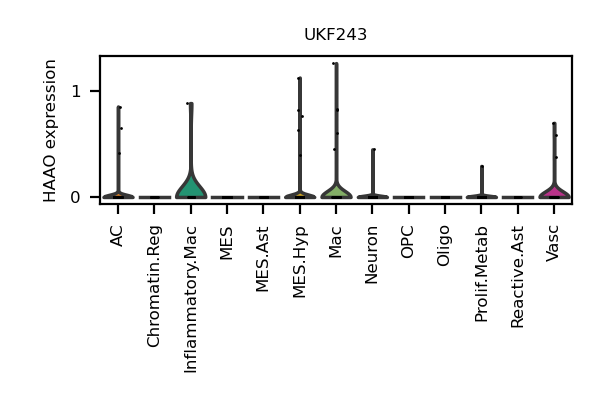 UKF243
HAAO expression
1
0
AC
Chromatin.Reg
Inflammatory.Mac
MES
MES.Ast
MES.Hyp
Mac
Neuron
OPC
Oligo
Prolif.Metab
Reactive.Ast
Vasc